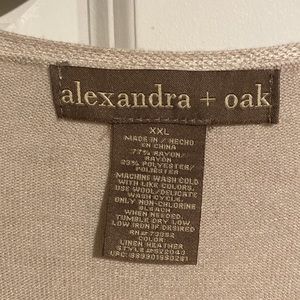 alexandra + oak
XXL
MADE IN / HECHO
EN CHINA
77% RAYON/
RAYON
23% POLYESTER/
POLIESTER
MACHINE WASH COLD
WITH LIKE COLORS.
USE WOOL/DELICATE
WASH CYCLE.
ONLY NON-CHLORINE
BLEACH
WHEN NEEDED.
TUMBLE DRY LOW
LOW IRON IF DESIRED
COLOR:
LINEN HEATHER